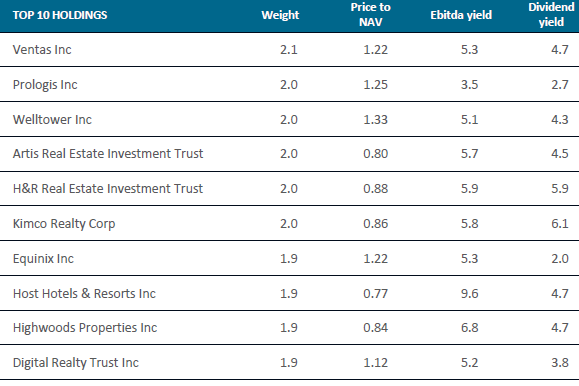 TOP 10 HOLDINGS Weight Price to NAV Ebitda yield Dividend yield
Ventas Inc 2.1 1.22 5.3 4.7
Prologis Inc 2.0 1.25 3.5 2.7
Welltower Inc 2.0 1.33 5.1 4.3
Artis Real Estate Investment Trust 2.0 0.80 5.7 4.5
H&R Real Estate Investment Trust 2.0 0.88 5.9 5.9
Kimco Realty Corp 2.0 0.86 5.8 6.1
Equinix Inc 1.9 1.22 5.3 2.0
Host Hotels & Resorts Inc 1.9 0.77 9.6 4.7
Highwoods Properties Inc 1.9 0.84 6.8 4.7
Digital Realty Trust Inc 1.9 1.12 5.2 3.8